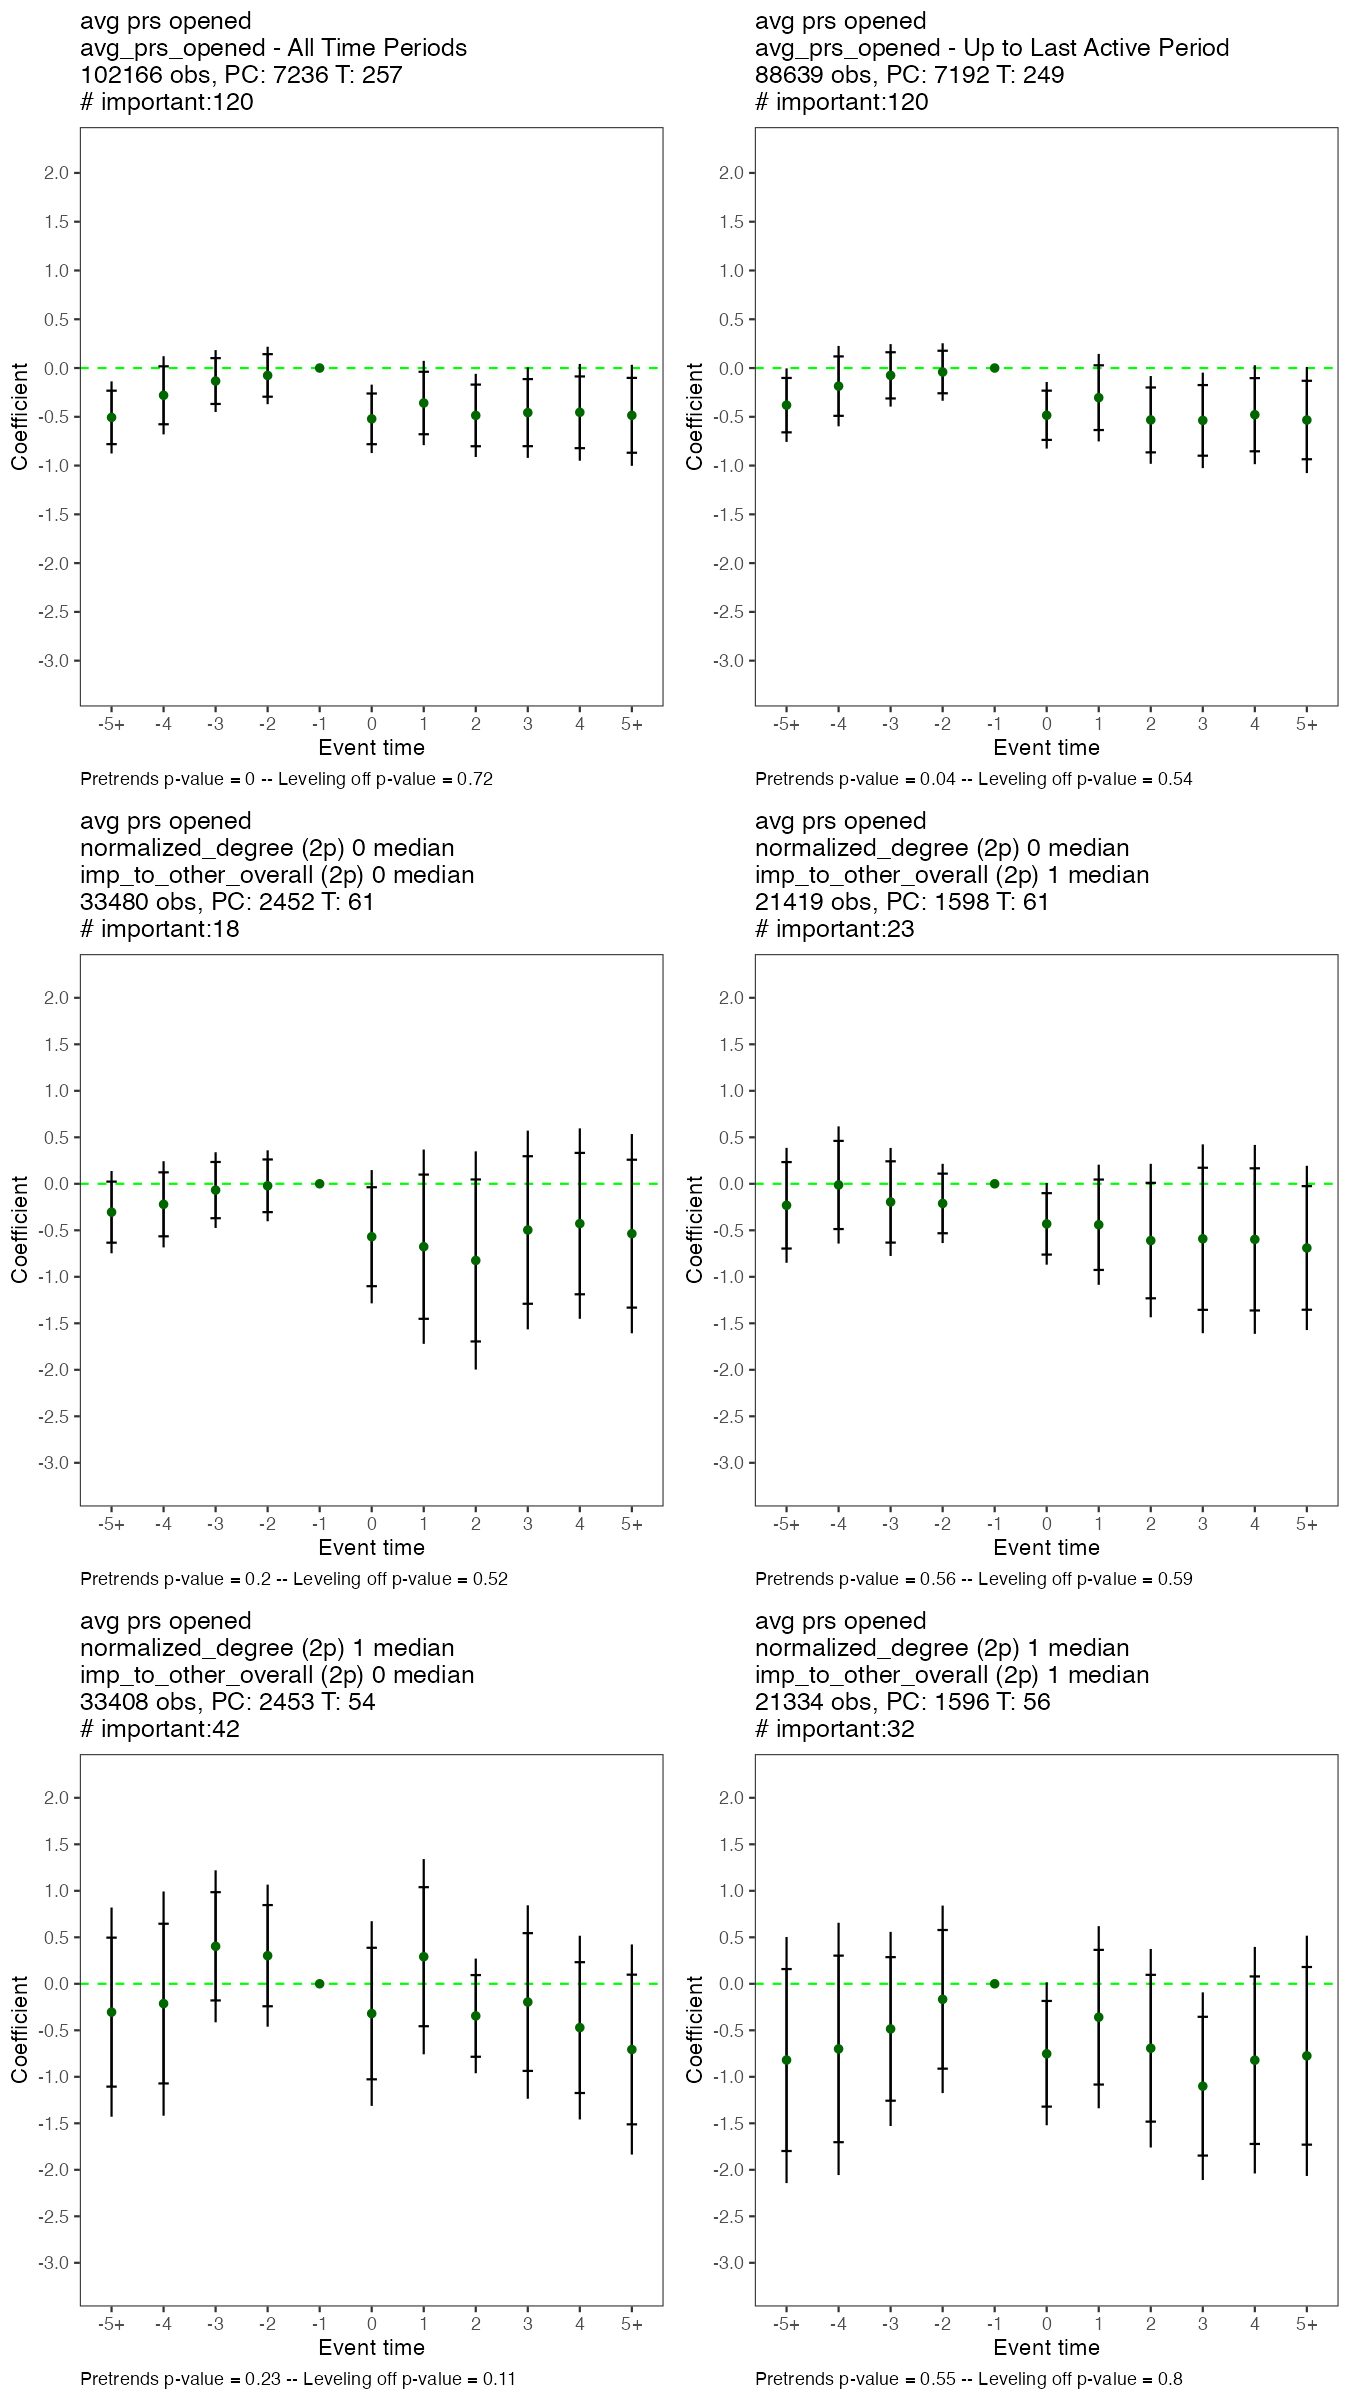 avg prs opened
avg_prs_opened - All Time Periods
102166 obs, PC: 7236 T: 257
# important:120
2.0
1.5
1.0
0.5
0.0
-0.5
-1.0
-1.5
-2.0
-2.5
-3.0
Coefficient
-5+ -4 -3 -2 -1 0 1 2 3 4 5+
Event time
Pretrends p-value = 0 -- Leveling off p-value = 0.72
avg prs opened
avg_prs_opened - Up to Last Active Period
88639 obs, PC: 7192 T: 249
# important:120
2.0
1.5
1.0
0.5
0.0
-0.5
-1.0
-1.5
-2.0
-2.5
-3.0
Coefficient
-5+ -4 -3 -2 -1 0 1 2 3 4 5+
Event time
Pretrends p-value = 0.04 -- Leveling off p-value = 0.54
avg prs opened
normalized_degree (2p) 0 median
imp_to_other_overall (2p) 0 median
33480 obs, PC: 2452 T: 61
# important:18
2.0
1.5
1.0
0.5
0.0
-0.5
-1.0
-1.5
-2.0
-2.5
-3.0
Coefficient
-5+ -4 -3 -2 -1 0 1 2 3 4 5+
Event time
Pretrends p-value = 0.2 -- Leveling off p-value = 0.52
avg prs opened
normalized_degree (2p) 0 median
imp_to_other_overall (2p) 1 median
21419 obs, PC: 1598 T: 61
# important:23
2.0
1.5
1.0
0.5
0.0
-0.5
-1.0
-1.5
-2.0
-2.5
-3.0
Coefficient
-5+ -4 -3 -2 -1 0 1 2 3 4 5+
Event time
Pretrends p-value = 0.56 -- Leveling off p-value = 0.59
avg prs opened
normalized_degree (2p) 1 median
imp_to_other_overall (2p) 0 median
33408 obs, PC: 2453 T: 54
# important:42
2.0
1.5
1.0
0.5
0.0
-0.5
-1.0
-1.5
-2.0
-2.5
-3.0
Coefficient
-5+ -4 -3 -2 -1 0 1 2 3 4 5+
Event time
Pretrends p-value = 0.23 -- Leveling off p-value = 0.11
avg prs opened
normalized_degree (2p) 1 median
imp_to_other_overall (2p) 1 median
21334 obs, PC: 1596 T: 56
# important:32
2.0
1.5
1.0
0.5
0.0
-0.5
-1.0
-1.5
-2.0
-2.5
-3.0
Coefficient
-5+ -4 -3 -2 -1 0 1 2 3 4 5+
Event time
Pretrends p-value = 0.55 -- Leveling off p-value = 0.8